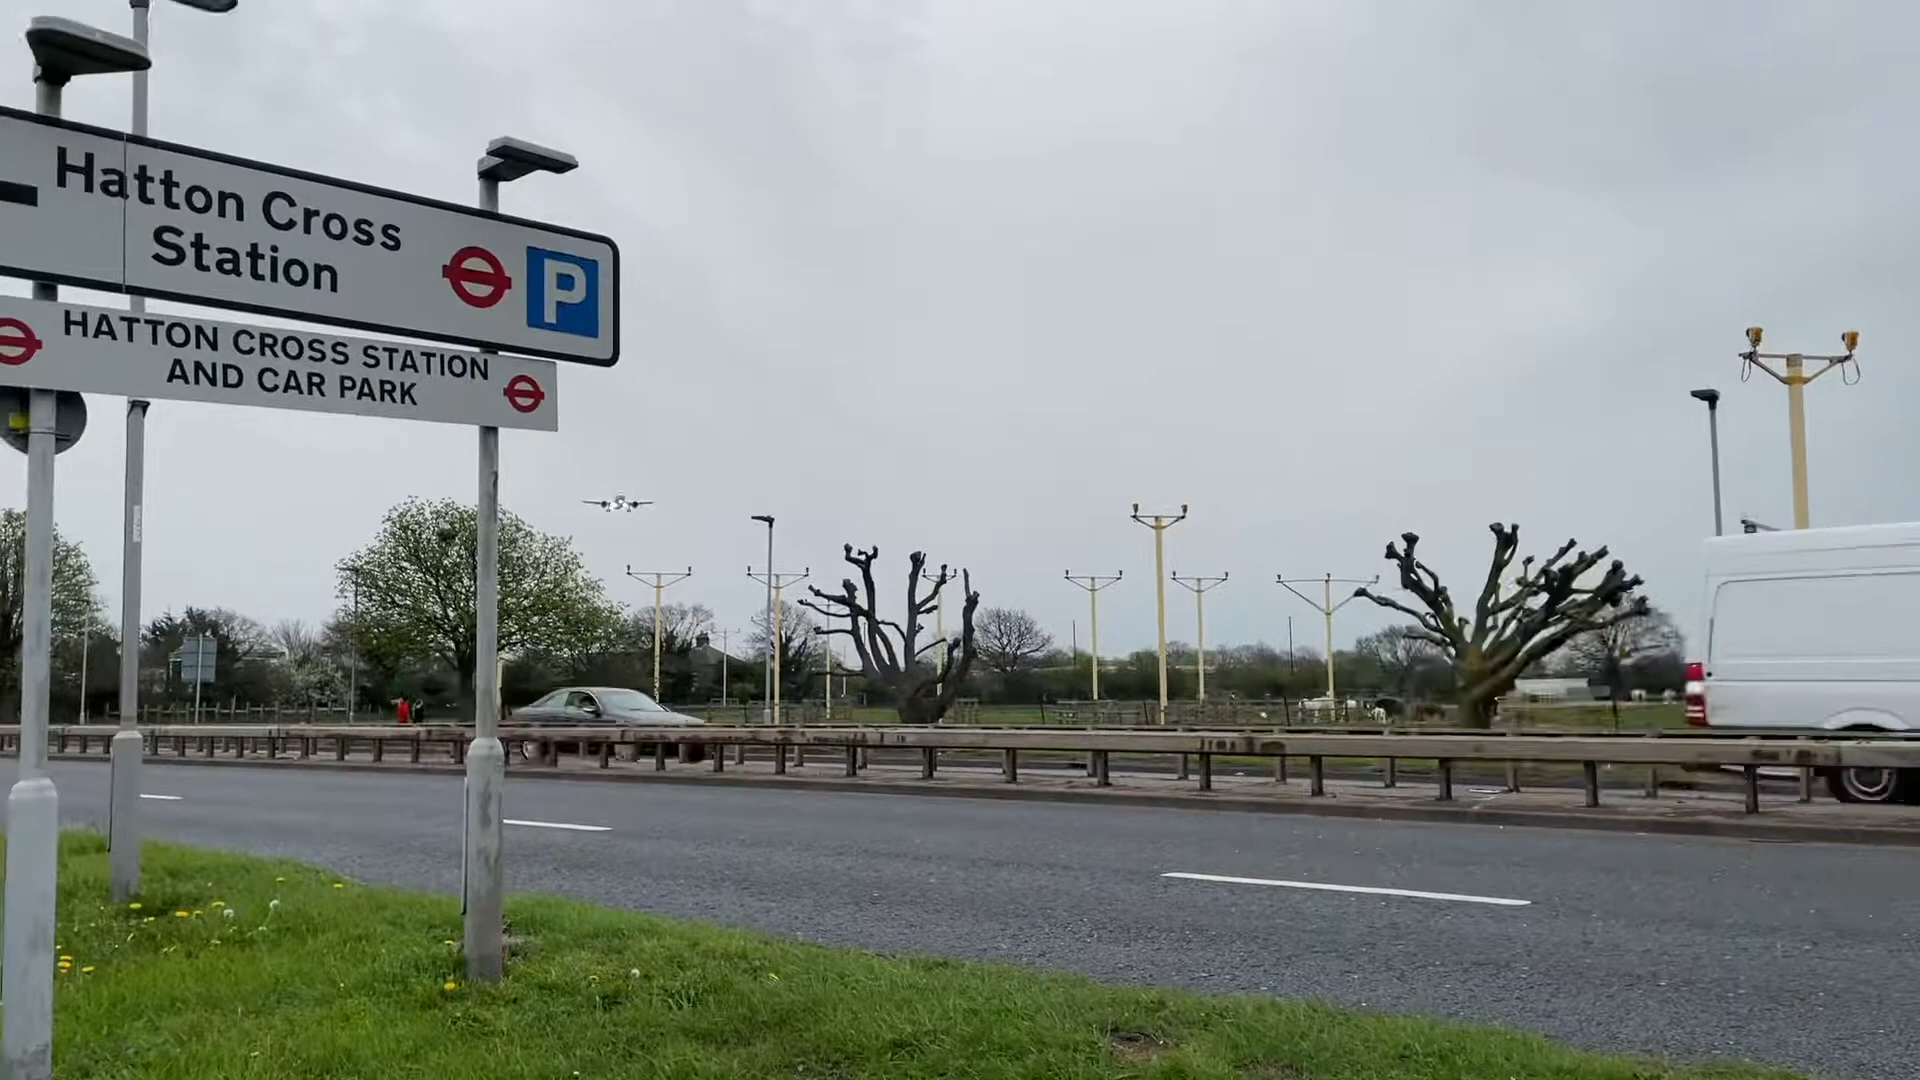 Hatton Cross
Station
P
HATTON CROSS STATION
AND CAR PARK